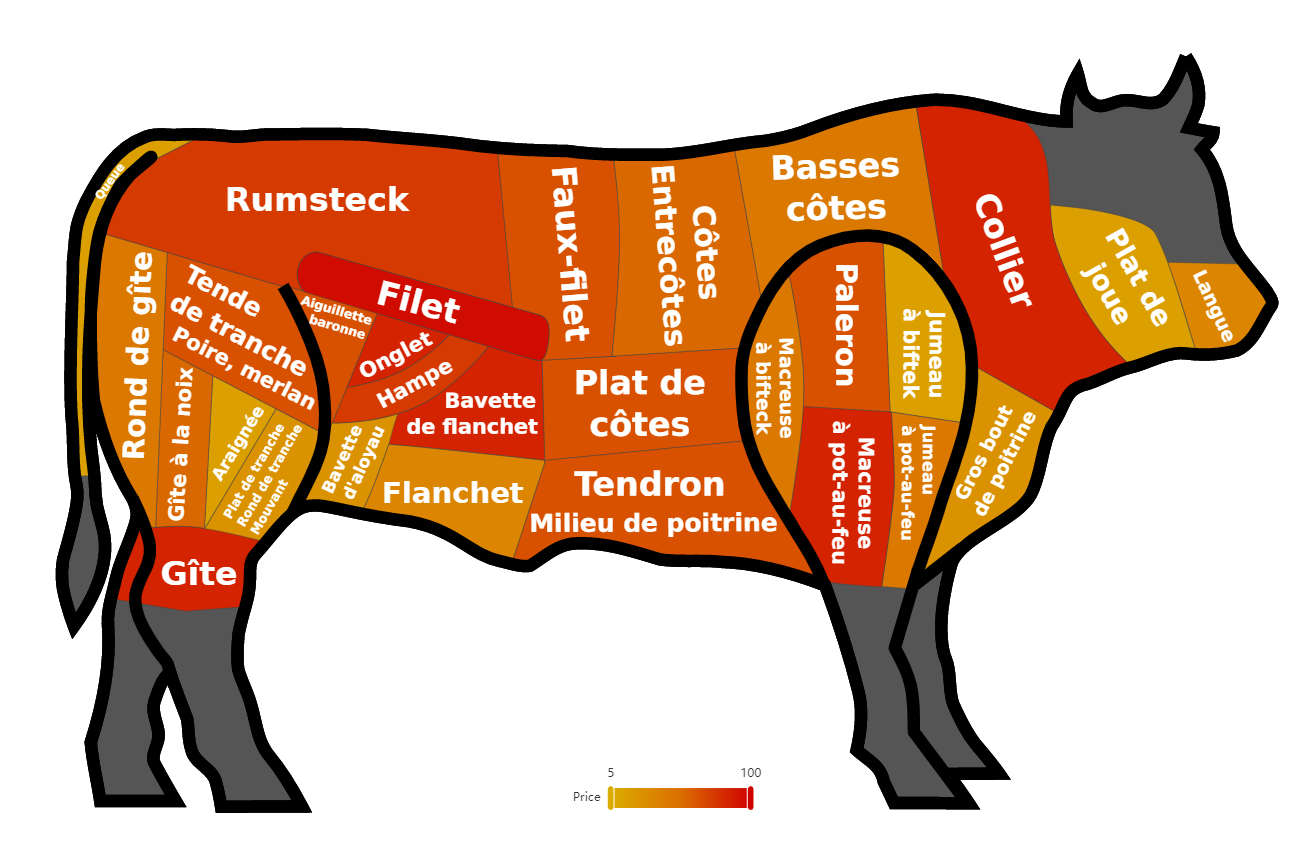 Queue
Rumsteck
Faux-filet
Côtes
Entrecôtes
Basses
côtes
Collier
Plat de
joue
Langue
Rond de gîte
Tende
de tranche
Poire, merlan
Gîte à la noix
Araignée
Plat de tranche
Rond de tranche
Mouvant
Gîte
Filet
Aiguillette
baronne
Onglet
Hampe
Bavette
de flanchet
Bavette
d'aloyau
Flanchet
Plat de
côtes
Tendron
Milieu de poitrine
Macreuse
à bifteck
Paleron
Jumeau
à biftek
Macreuse
à pot-au-feu
Jumeau
à pot-au-feu
Gros bout
de poitrine
5
100
Price